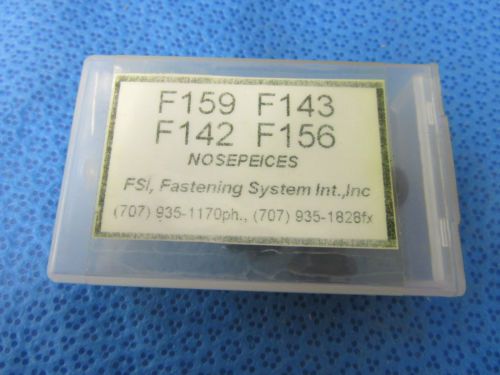 F159 F143
F142 F156
NOSEPEICES
FSI, Fastening System Int.,Inc
(707) 935-1170ph., (707) 935-1828fx